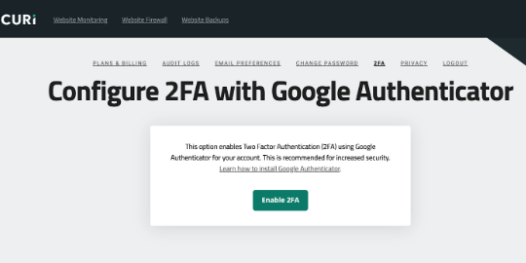 CURi Website Monitoring Website Firewall Website Backups
PLANS & BILLING AUDIT LOGS EMAIL PREFERENCES CHANGE PASSWORD 2FA PRIVACY LOGOUT
Configure 2FA with Google Authenticator
This option enables Two Factor Authentication (2FA) using Google
Authenticator for your account. This is recommended for increased security.
Learn how to install Google Authenticator.
Enable 2FA